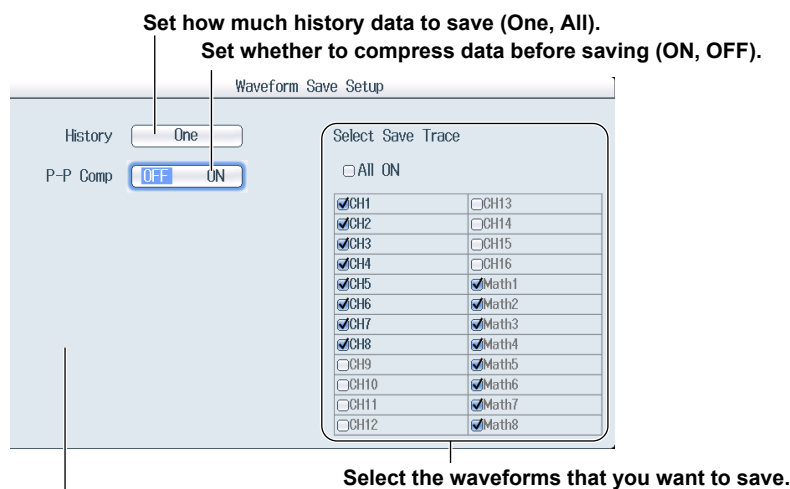 Set how much history data to save (One, All).
Set whether to compress data before saving (ON, OFF).
Waveform Save Setup
History One
P-P Comp OFF ON
Select Save Trace
All ON
CH1 CH13
CH2 CH14
CH3 CH15
CH4 CH16
CH5 Math1
CH6 Math2
CH7 Math3
CH8 Math4
CH9 Math5
CH10 Math6
CH11 Math7
CH12 Math8
Select the waveforms that you want to save.